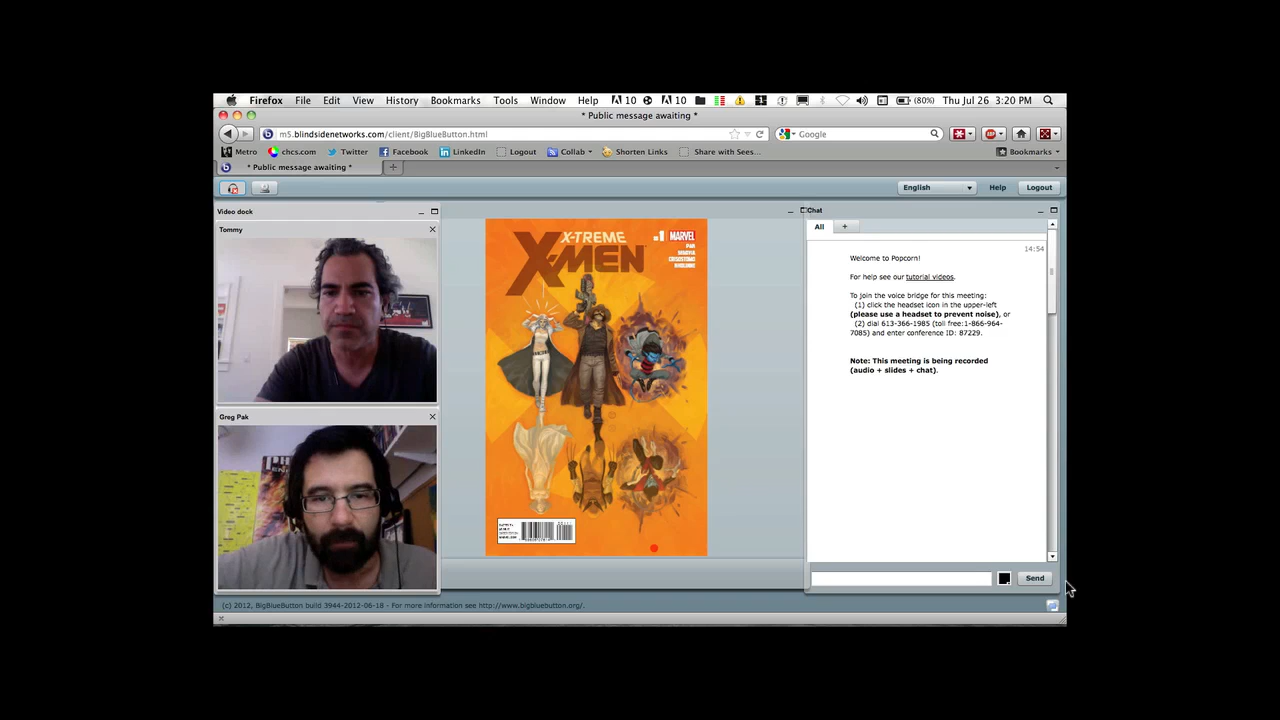 Firefox File Edit View History Bookmarks Tools Window Help 10 10 (80%) Thu Jul 26 3:20 PM
* Public message awaiting *
m5.blindsidenetworks.com/client/BigBlueButton.html Google
Metro chcs.com Twitter Facebook LinkedIn Logout Collab Shorten Links Share with Sees... Bookmarks
* Public message awaiting *
English Help Logout
Video dock
Tommy
Greg Pak
X-TREME
X-MEN
.1 MARVEL
PAK
Chat
All +
14:54
Welcome to Popcorn!
For help see our tutorial videos.
To join the voice bridge for this meeting:
(1) click the headset icon in the upper-left
(please use a headset to prevent noise), or
(2) dial 613-366-1985 (toll free:1-866-964-
7085) and enter conference ID: 87229.
Note: This meeting is being recorded
(audio + slides + chat).
Send
(c) 2012, BigBlueButton build 3944-2012-06-18 - For more information see http://www.bigbluebutton.org/.